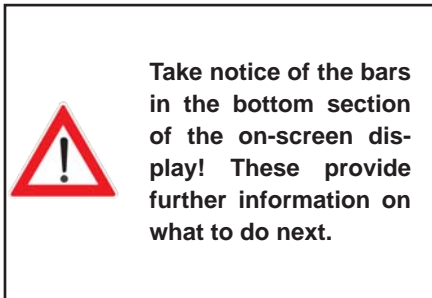 Take notice of the bars
in the bottom section
of the on-screen dis-
play! These provide
further information on
what to do next.